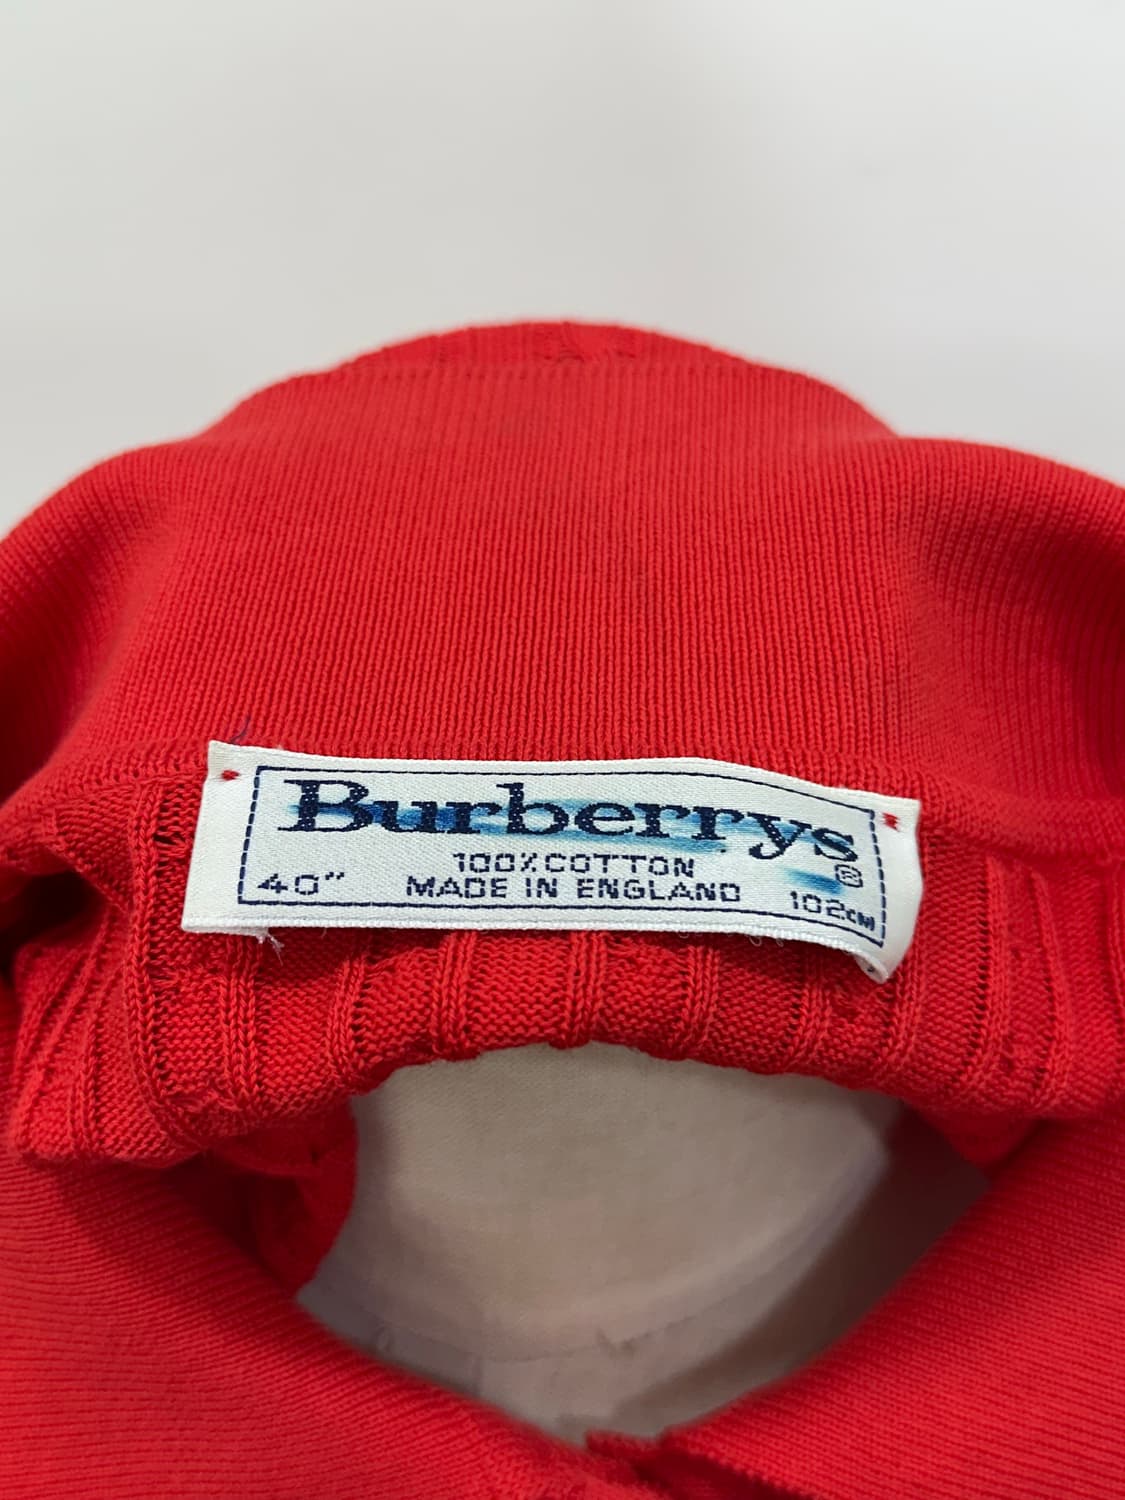 Burberrys®
100% COTTON
40" MADE IN ENGLAND 102CM